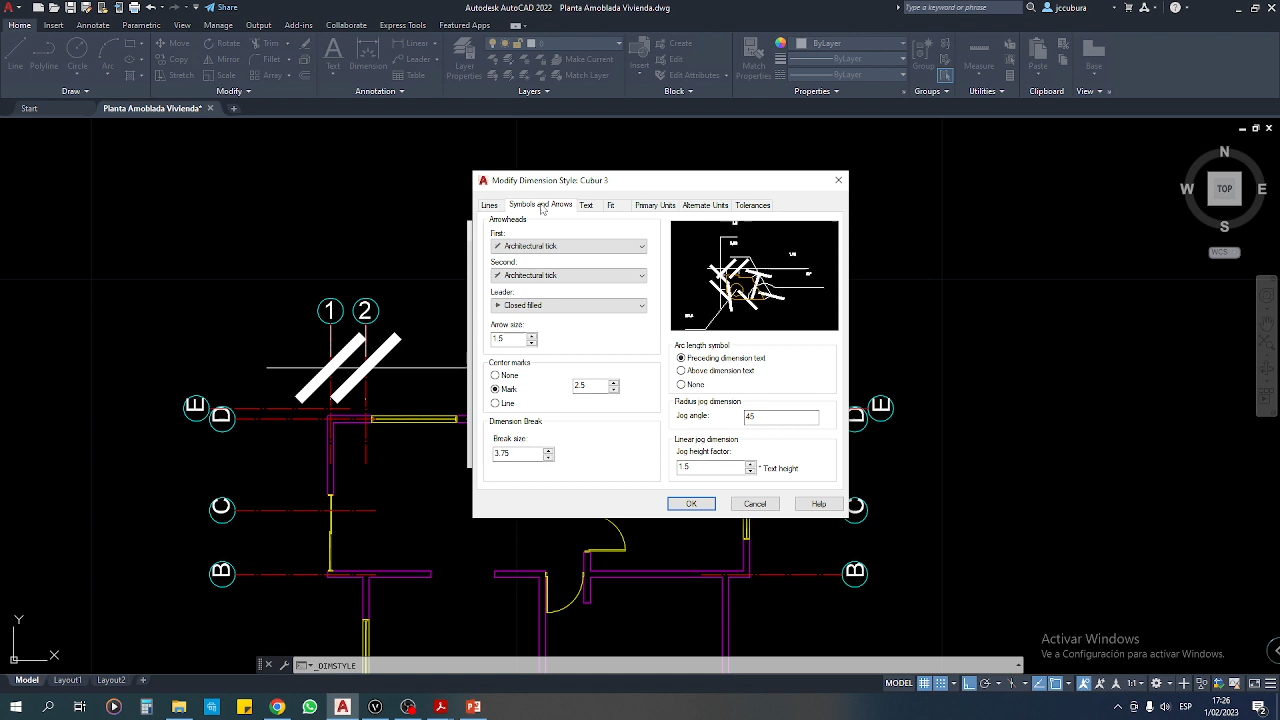 Share
Autodesk AutoCAD 2022 Planta Amoblada Vivienda.dwg
Type a keyword or phrase
jccubura
Home Insert Annotate Parametric View Manage Output Add-ins Collaborate Express Tools Featured Apps
Line Polyline Circle Arc
Move Rotate Trim
Copy Mirror Fillet
Stretch Scale Array
Text Dimension
Linear
Leader
Table
Layer Properties
0
Make Current
Match Layer
Insert
Create
Edit
Edit Attributes
Match Properties
ByLayer
ByLayer
ByLayer
Group Measure Paste Base
Draw Modify Annotation Layers Block Properties Groups Utilities Clipboard View
Start Planta Amoblada Vivienda*
N
W TOP E
S
WCS
Modify Dimension Style: Cubur 3
Lines Symbols and Arrows Text Fit Primary Units Alternate Units Tolerances
Arrowheads
First:
Architectural tick
Second:
Architectural tick
Leader:
Closed filled
Arrow size:
1.5
Center marks
None
Mark
2.5
Line
Dimension Break
Break size:
3.75
Arc length symbol
Preceding dimension text
Above dimension text
None
Radius jog dimension
Jog angle: 45
Linear jog dimension
Jog height factor:
1.5 * Text height
OK Cancel Help
1 2
E D D E
C C
B B
Y
X
Activar Windows
Ve a Configuración para activar Windows.
_DIMSTYLE
Model Layout1 Layout2
MODEL
1:1
ESP
17:26
1/02/2023